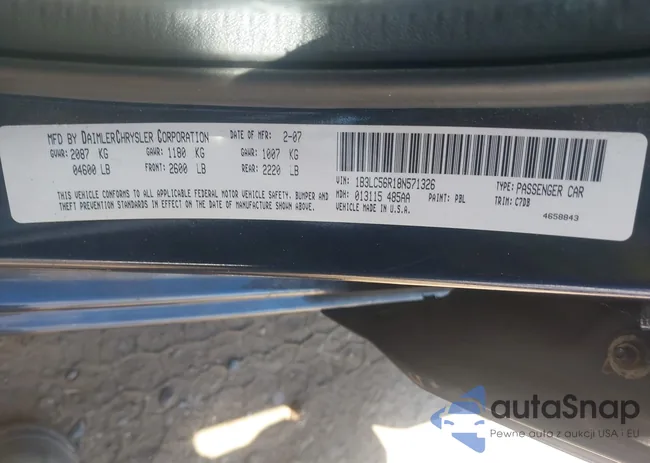 MFD BY DAIMLERCHRYSLER CORPORATION DATE OF MFR 2-07
GVWR: 2087 KG GAWR: 1180 KG GAWR: 1007 KG
04600 LB FRONT: 2600 LB REAR: 2220 LB
THIS VEHICLE CONFORMS TO ALL APPLICABLE FEDERAL MOTOR VEHICLE SAFETY, BUMPER AND
THEFT PREVENTION STANDARDS IN EFFECT ON THE DATE OF MANUFACTURE SHOWN ABOVE.
VIN: 1B3LC56R18N571326 TYPE: PASSENGER CAR
MDH: 013115 485AA PAINT: PBL TRIM: C7DB
VEHICLE MADE IN U.S.A.
4658843
autaSnap
Pewne auta z aukcji USA i EU